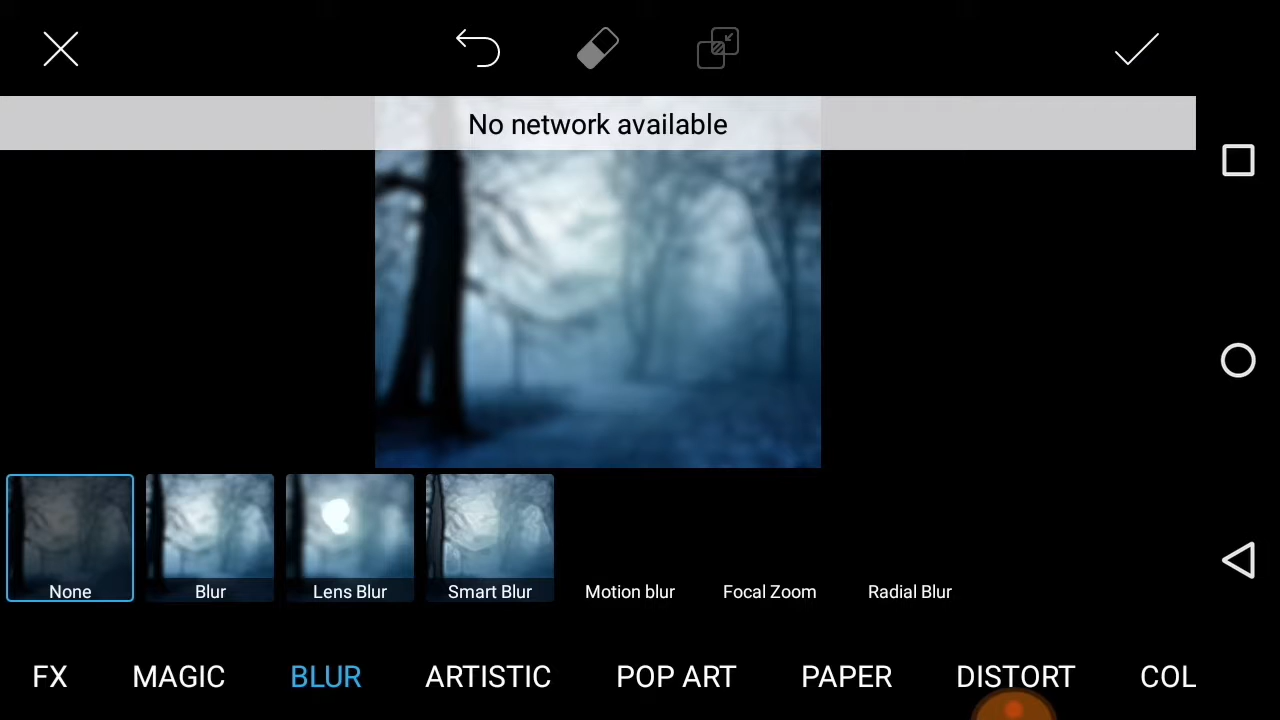 No network available
None
Blur
Lens Blur
Smart Blur
Motion blur
Focal Zoom
Radial Blur
FX
MAGIC
BLUR
ARTISTIC
POP ART
PAPER
DISTORT
COL